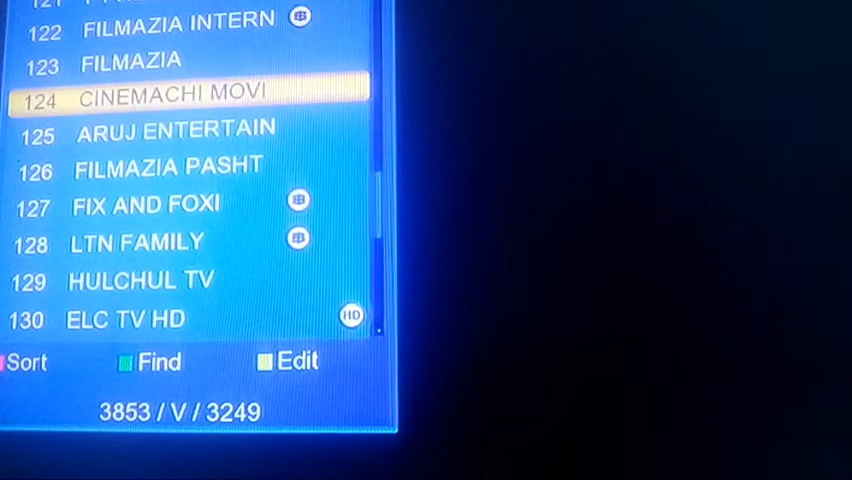 122 FILMAZIA INTERN
123 FILMAZIA
124 CINEMACHI MOVI
125 ARUJ ENTERTAIN
126 FILMAZIA PASHT
127 FIX AND FOXI
128 LTN FAMILY
129 HULCHUL TV
130 ELC TV HD HD
Sort Find Edit
3853 / V / 3249